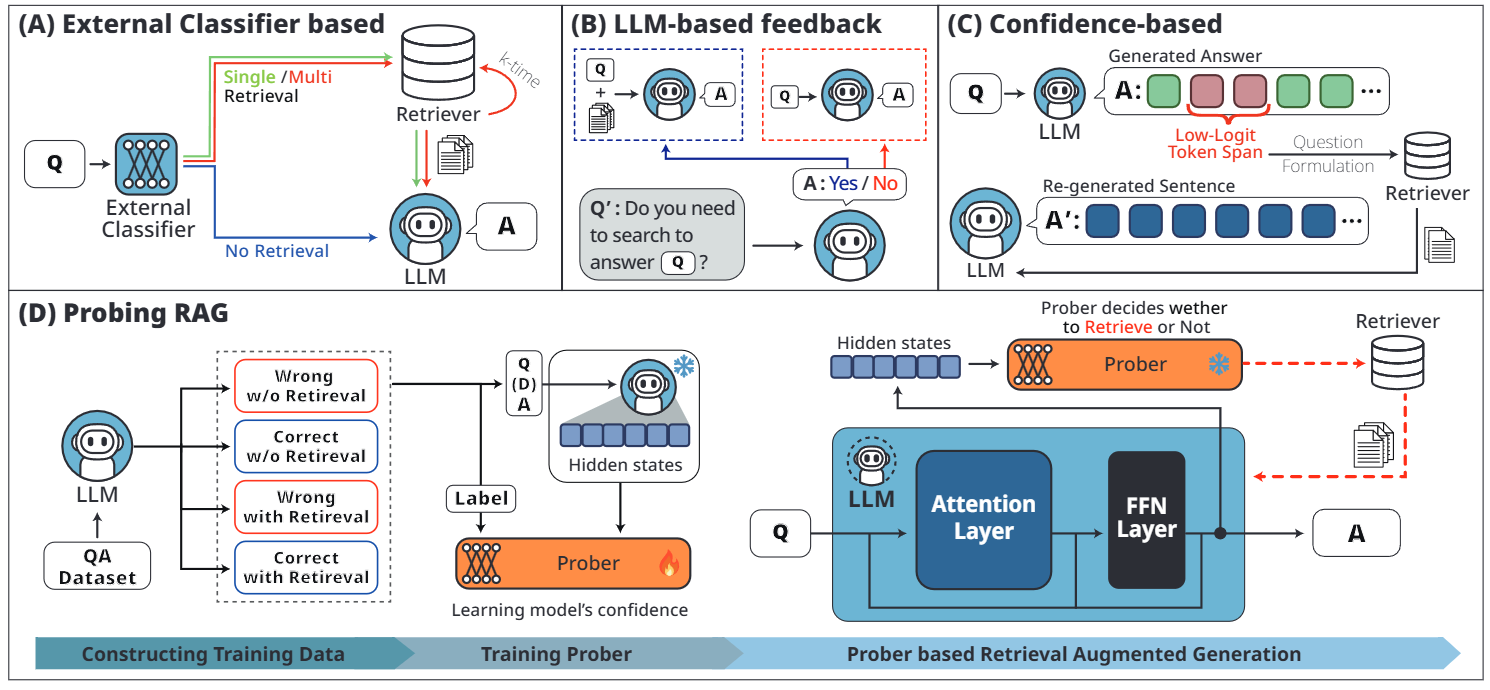 (A) External Classifier based
Single /Multi
Retrieval
k-time
Retriever
Q
External
Classifier
No Retrieval
A
LLM
(B) LLM-based feedback
Q
+
A
Q
A
A : Yes / No
Q’ : Do you need
to search to
answer Q ?
(C) Confidence-based
Generated Answer
Q
A: ...
LLM
Low-Logit
Token Span
Question
Formulation
Retriever
Re-generated Sentence
A’: ...
LLM
(D) Probing RAG
LLM
QA
Dataset
Wrong
w/o Retireval
Correct
w/o Retireval
Wrong
with Retireval
Correct
with Retireval
Q
(D)
A
Hidden states
Label
Prober
Learning model’s confidence
Prober decides wether
to Retrieve or Not
Hidden states
Prober
Retriever
LLM
Q
Attention
Layer
FFN
Layer
A
Constructing Training Data
Training Prober
Prober based Retrieval Augmented Generation